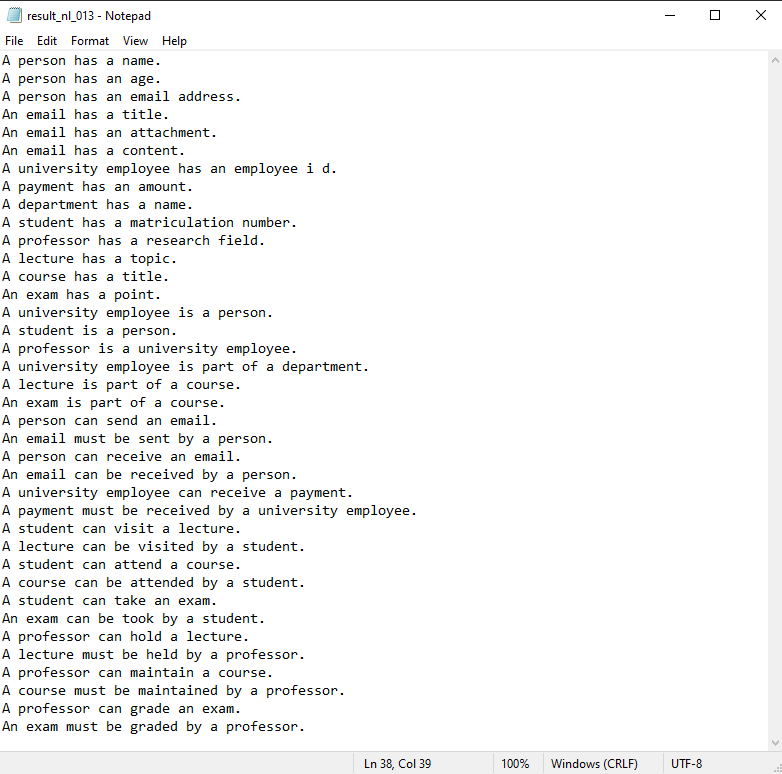 result_nl_013 - Notepad
File Edit Format View Help
A person has a name.
A person has an age.
A person has an email address.
An email has a title.
An email has an attachment.
An email has a content.
A university employee has an employee i d.
A payment has an amount.
A department has a name.
A student has a matriculation number.
A professor has a research field.
A lecture has a topic.
A course has a title.
An exam has a point.
A university employee is a person.
A student is a person.
A professor is a university employee.
A university employee is part of a department.
A lecture is part of a course.
An exam is part of a course.
A person can send an email.
An email must be sent by a person.
A person can receive an email.
An email can be received by a person.
A university employee can receive a payment.
A payment must be received by a university employee.
A student can visit a lecture.
A lecture can be visited by a student.
A student can attend a course.
A course can be attended by a student.
A student can take an exam.
An exam can be took by a student.
A professor can hold a lecture.
A lecture must be held by a professor.
A professor can maintain a course.
A course must be maintained by a professor.
A professor can grade an exam.
An exam must be graded by a professor.
Ln 38, Col 39 100% Windows (CRLF) UTF-8